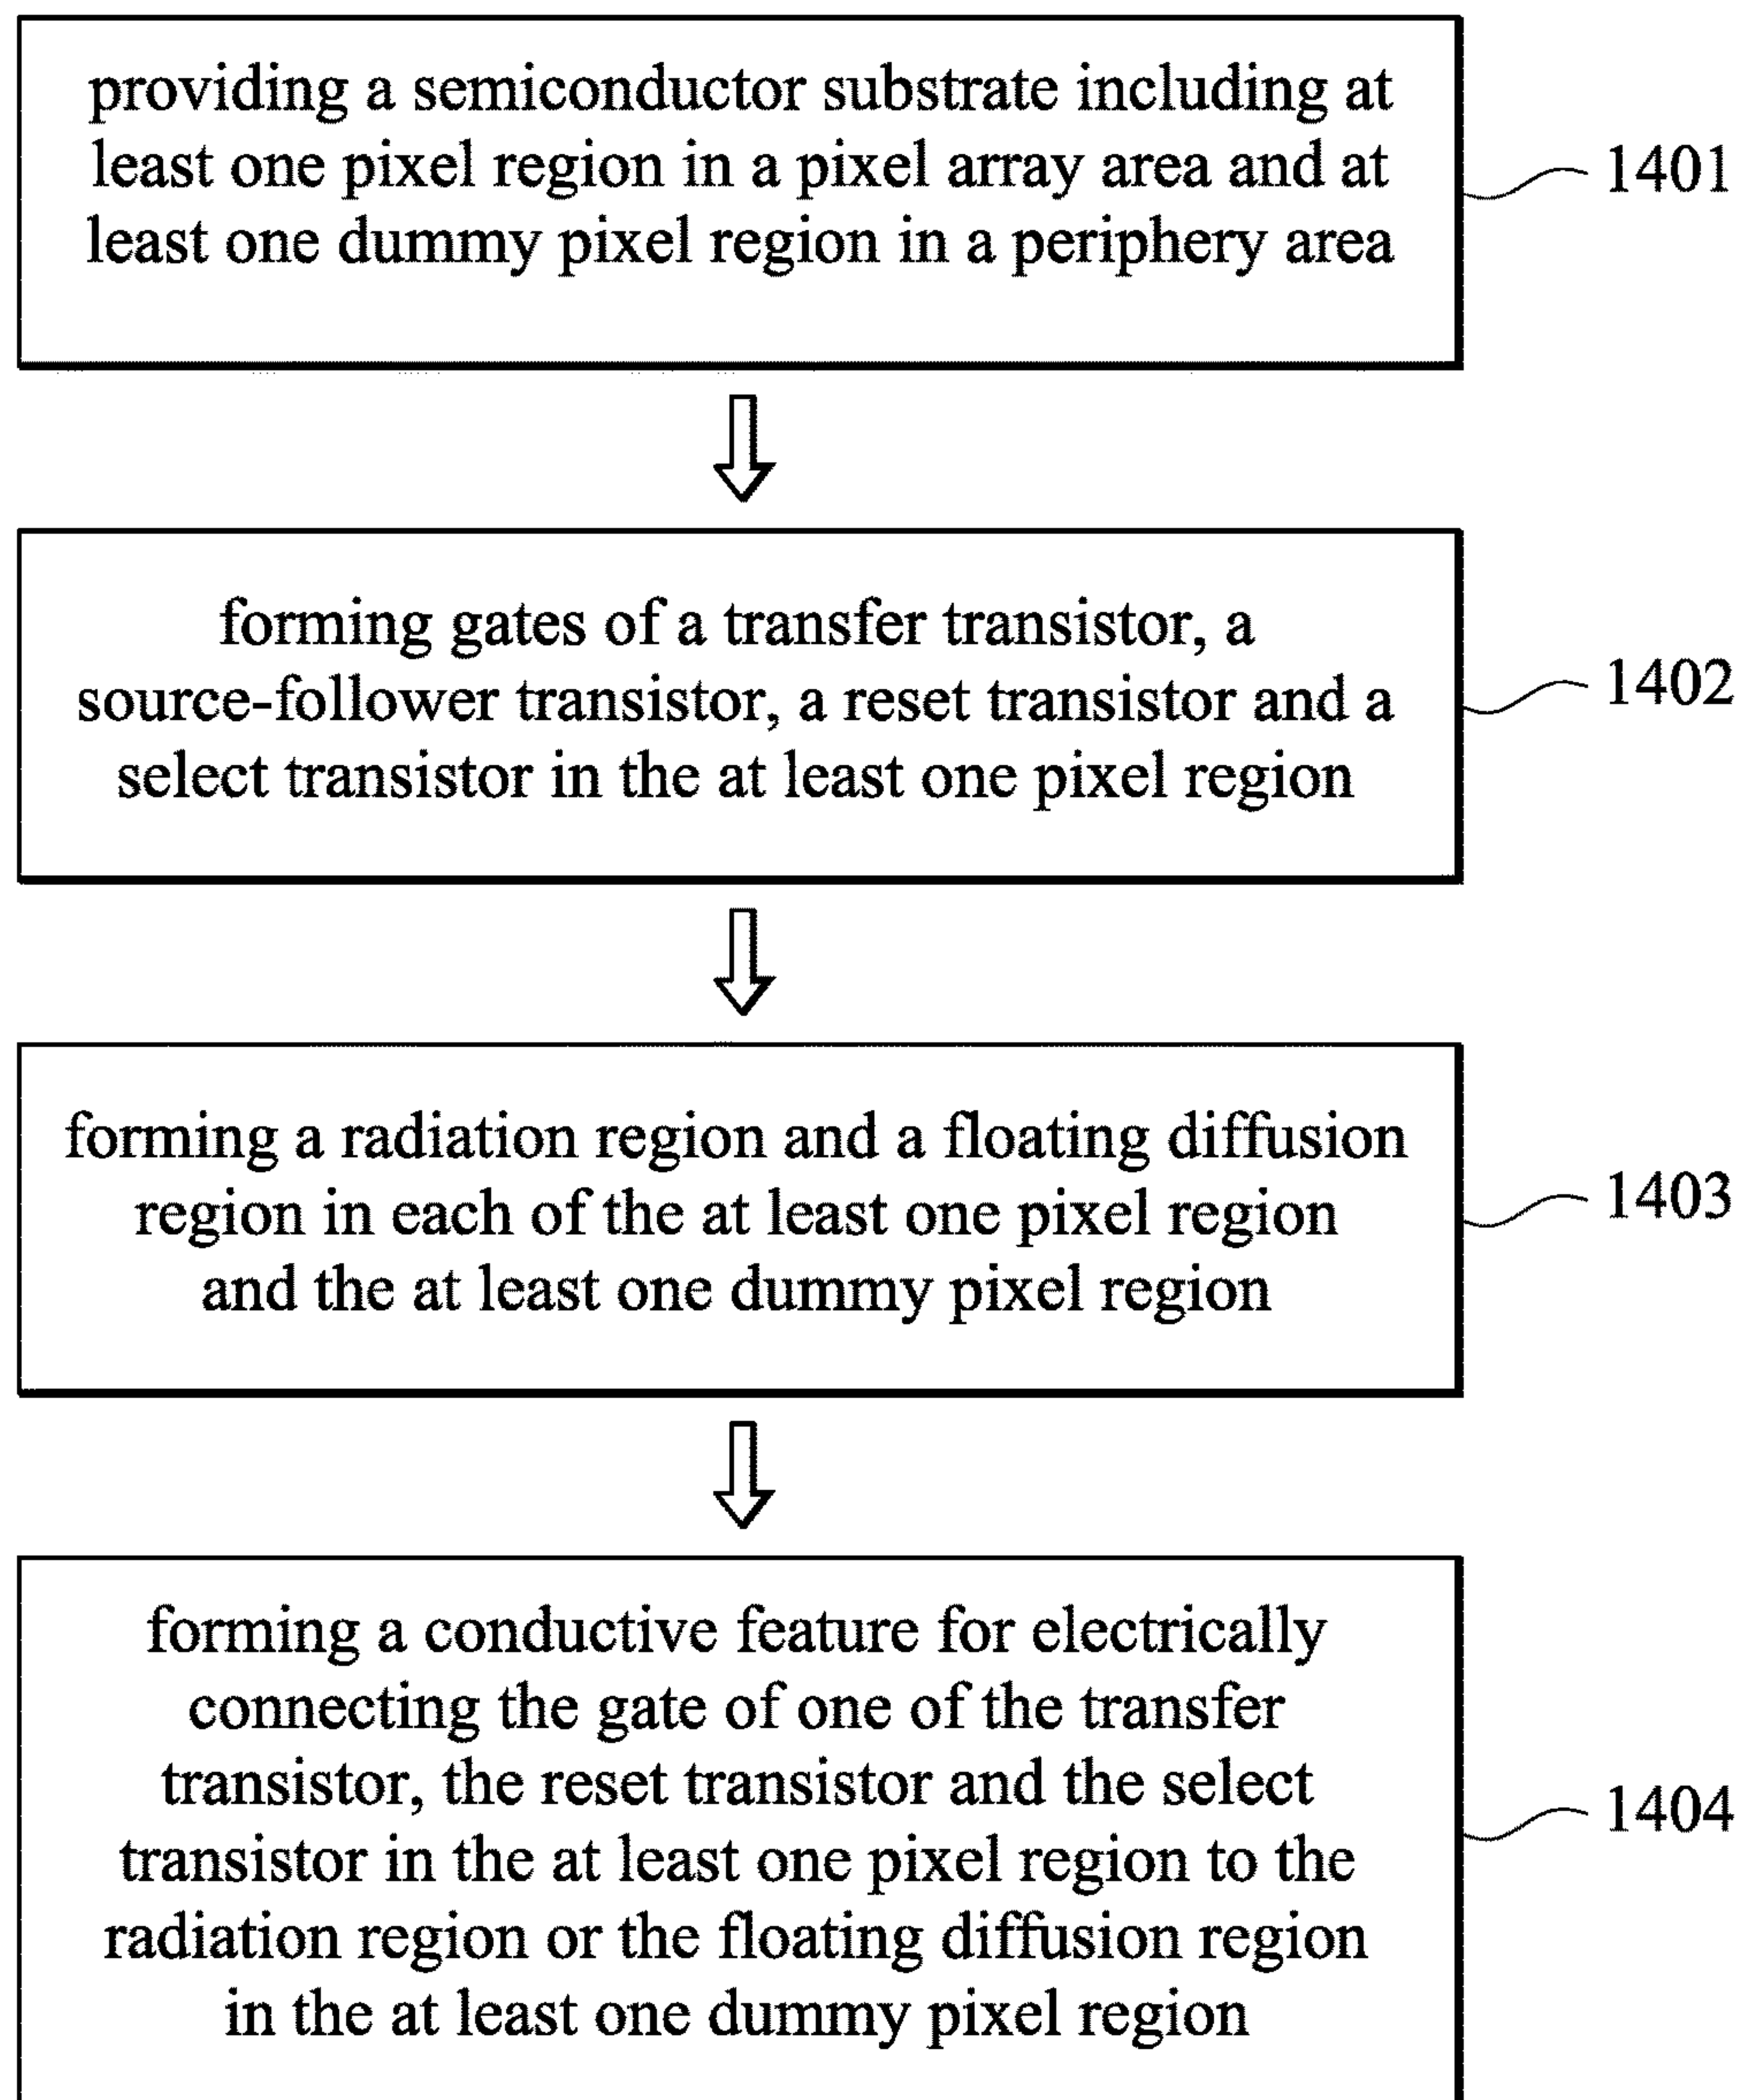 providing a semiconductor substrate including at
least one pixel region in a pixel array area and at
least one dummy pixel region in a periphery area
1401
forming gates of a transfer transistor, a
source-follower transistor, a reset transistor and a
select transistor in the at least one pixel region
1402
forming a radiation region and a floating diffusion
region in each of the at least one pixel region
and the at least one dummy pixel region
1403
forming a conductive feature for electrically
connecting the gate of one of the transfer
transistor, the reset transistor and the select
transistor in the at least one pixel region to the
radiation region or the floating diffusion region
in the at least one dummy pixel region
1404